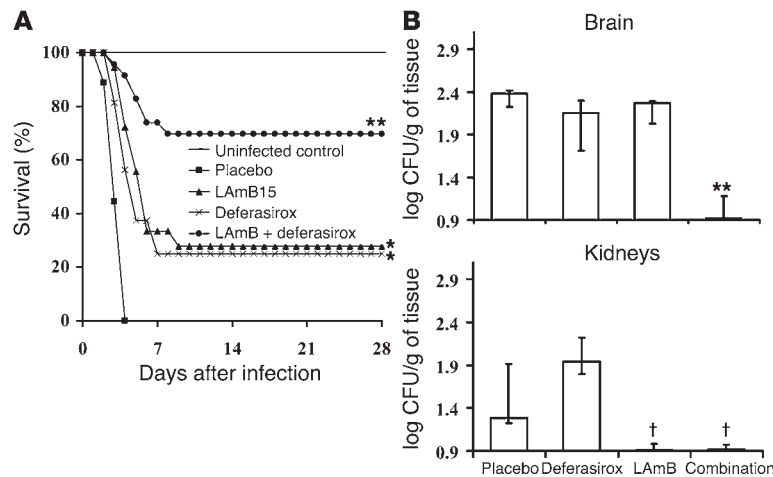 A
Survival (%)
100
80
60
40
20
0
**
Uninfected control
Placebo
LAmB15
Deferasirox
LAmB + deferasirox
*
*
0 7 14 21 28
Days after infection
B
Brain
log CFU/g of tissue
2.9
2.4
1.9
1.4
0.9
**
Kidneys
log CFU/g of tissue
2.9
2.4
1.9
1.4
0.9
† †
Placebo Deferasirox LAmB Combination